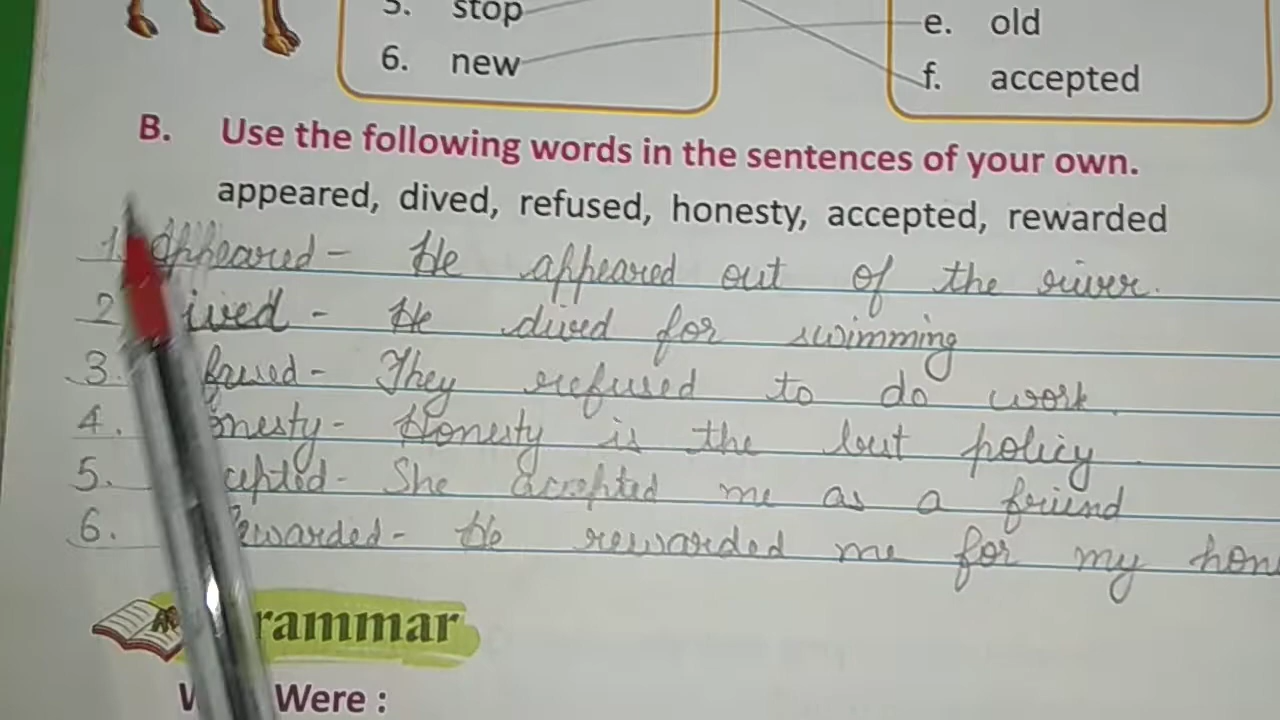 5. stop
e. old
6. new
f. accepted
B. Use the following words in the sentences of your own.
appeared, dived, refused, honesty, accepted, rewarded
1. Appeared - He appeared out of the river.
2. ived - He dived for swimming
3. fused - They refused to do work.
4. onesty - Honesty is the best policy
5. cepted - She accepted me as a friend
6. Rewarded - He rewarded me for my hon
rammar
W Were :